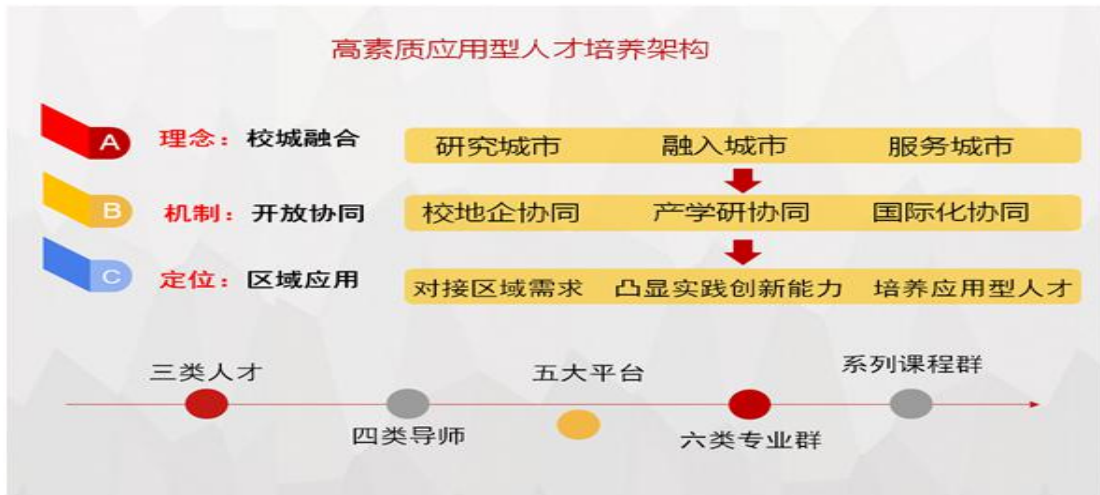 高素质应用型人才培养架构
A 理念：校城融合 研究城市 融入城市 服务城市
B 机制：开放协同 校地企协同 产学研协同 国际化协同
C 定位：区域应用 对接区域需求 凸显实践创新能力 培养应用型人才
三类人才 五大平台 系列课程群
四类导师 六类专业群